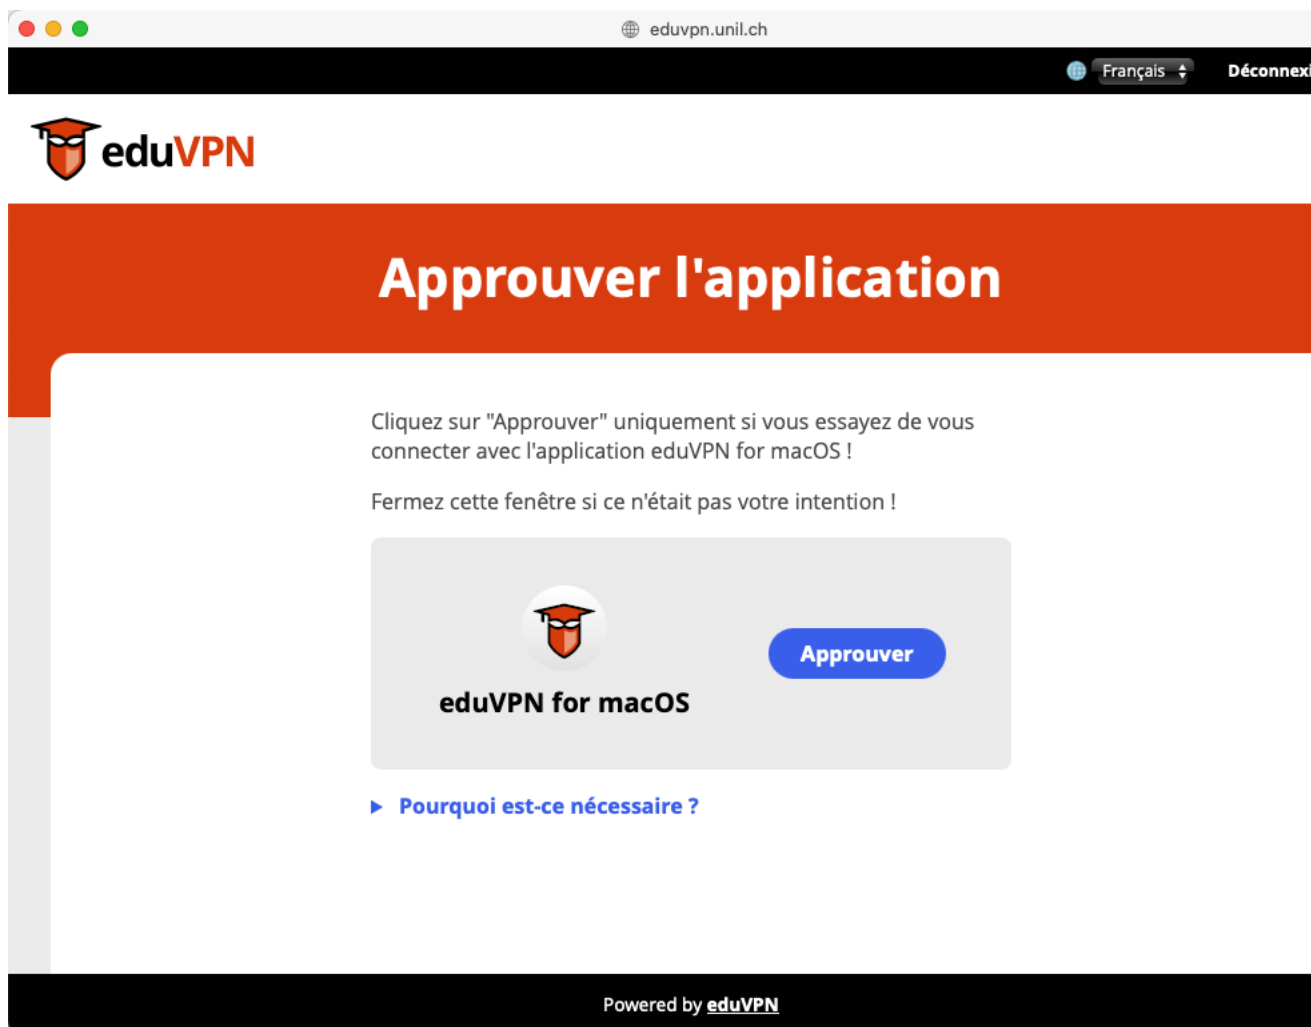 eduvpn.unil.ch
Français
eduVPN
Approuver l'application
Cliquez sur "Approuver" uniquement si vous essayez de vous
connecter avec l'application eduVPN for macOS !
Fermez cette fenêtre si ce n'était pas votre intention !
Approuver
eduVPN for macOS
Pourquoi est-ce nécessaire ?
Powered by eduVPN